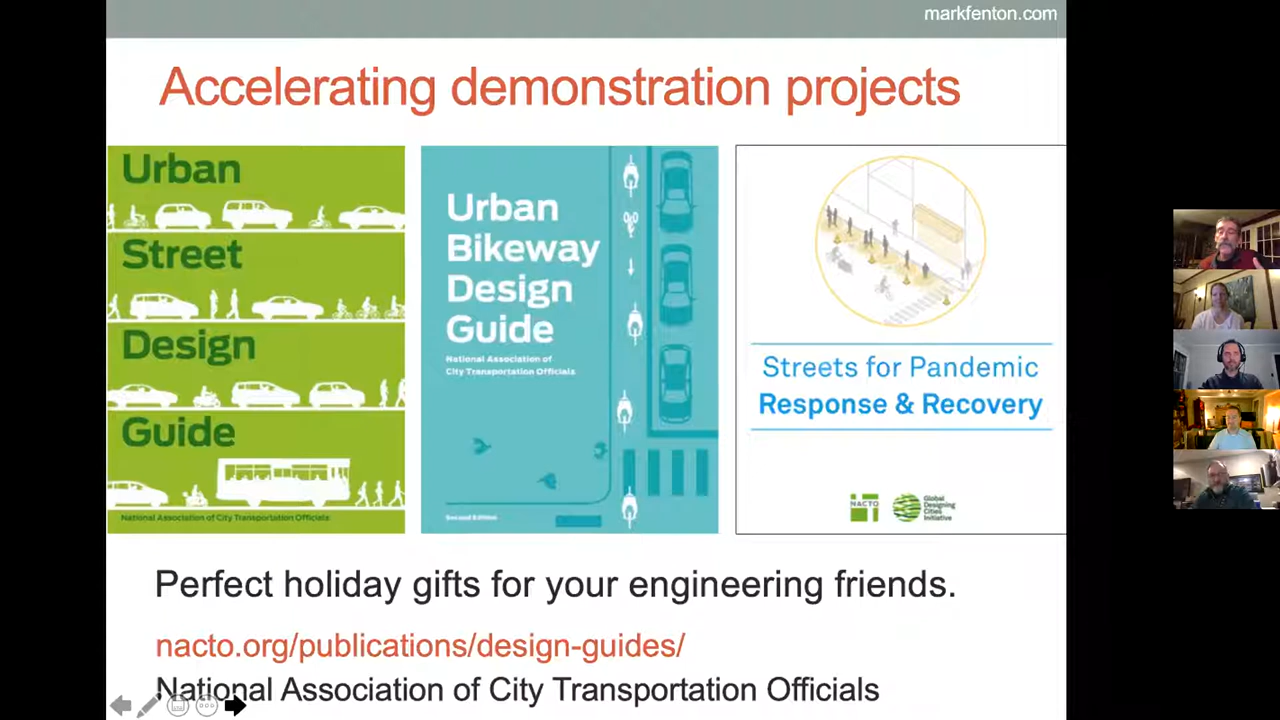 markfenton.com
Accelerating demonstration projects
Urban
Street
Design
Guide
National Association of City Transportation Officials
Urban
Bikeway
Design
Guide
National Association of
City Transportation Officials
Second Edition
Streets for Pandemic
Response & Recovery
NACTO
Global
Designing
Cities
Initiative
Perfect holiday gifts for your engineering friends.
nacto.org/publications/design-guides/
National Association of City Transportation Officials